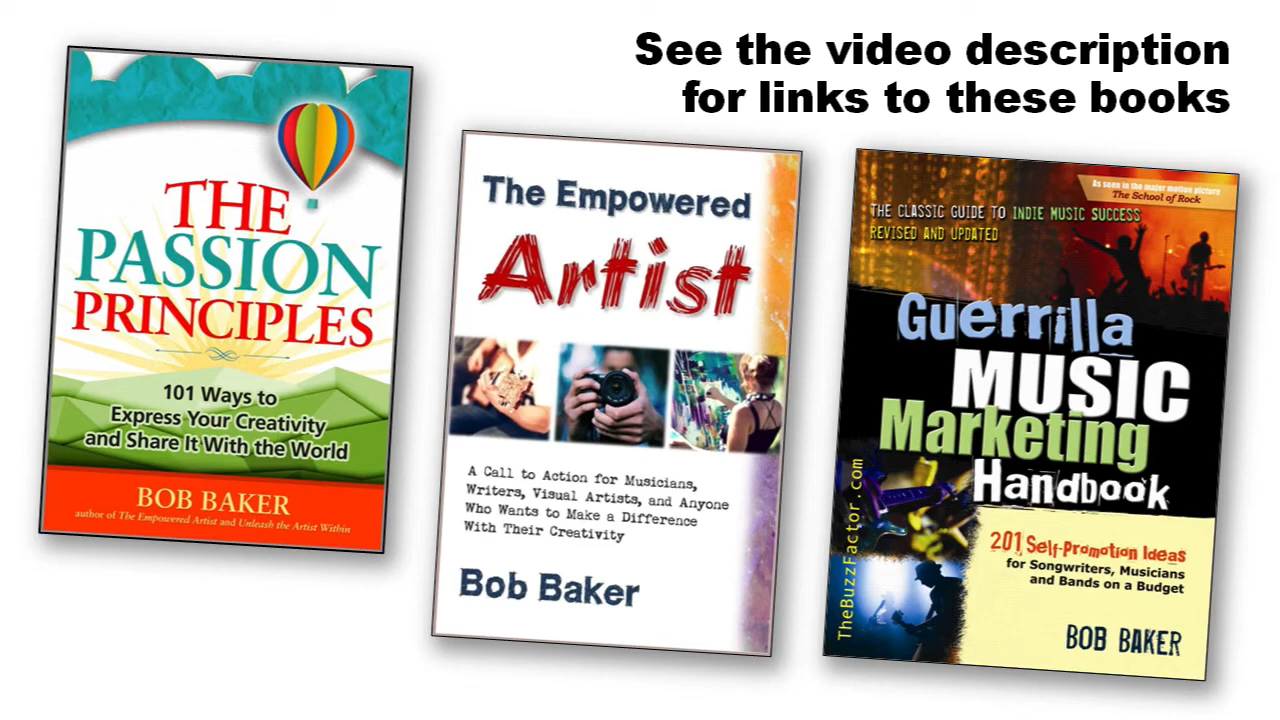 See the video description
for links to these books
THE
PASSION
PRINCIPLES
101 Ways to
Express Your Creativity
and Share It With the World
BOB BAKER
author of The Empowered Artist and Unleash the Artist Within
The Empowered
Artist
A Call to Action for Musicians,
Writers, Visual Artists, and Anyone
Who Wants to Make a Difference
With Their Creativity
Bob Baker
As seen in the major motion picture
The School of Rock
THE CLASSIC GUIDE TO INDIE MUSIC SUCCESS
REVISED AND UPDATED
Guerrilla
MUSIC
Marketing
Handbook
TheBuzzFactor.com
201 Self-Promotion Ideas
for Songwriters, Musicians
and Bands on a Budget
BOB BAKER